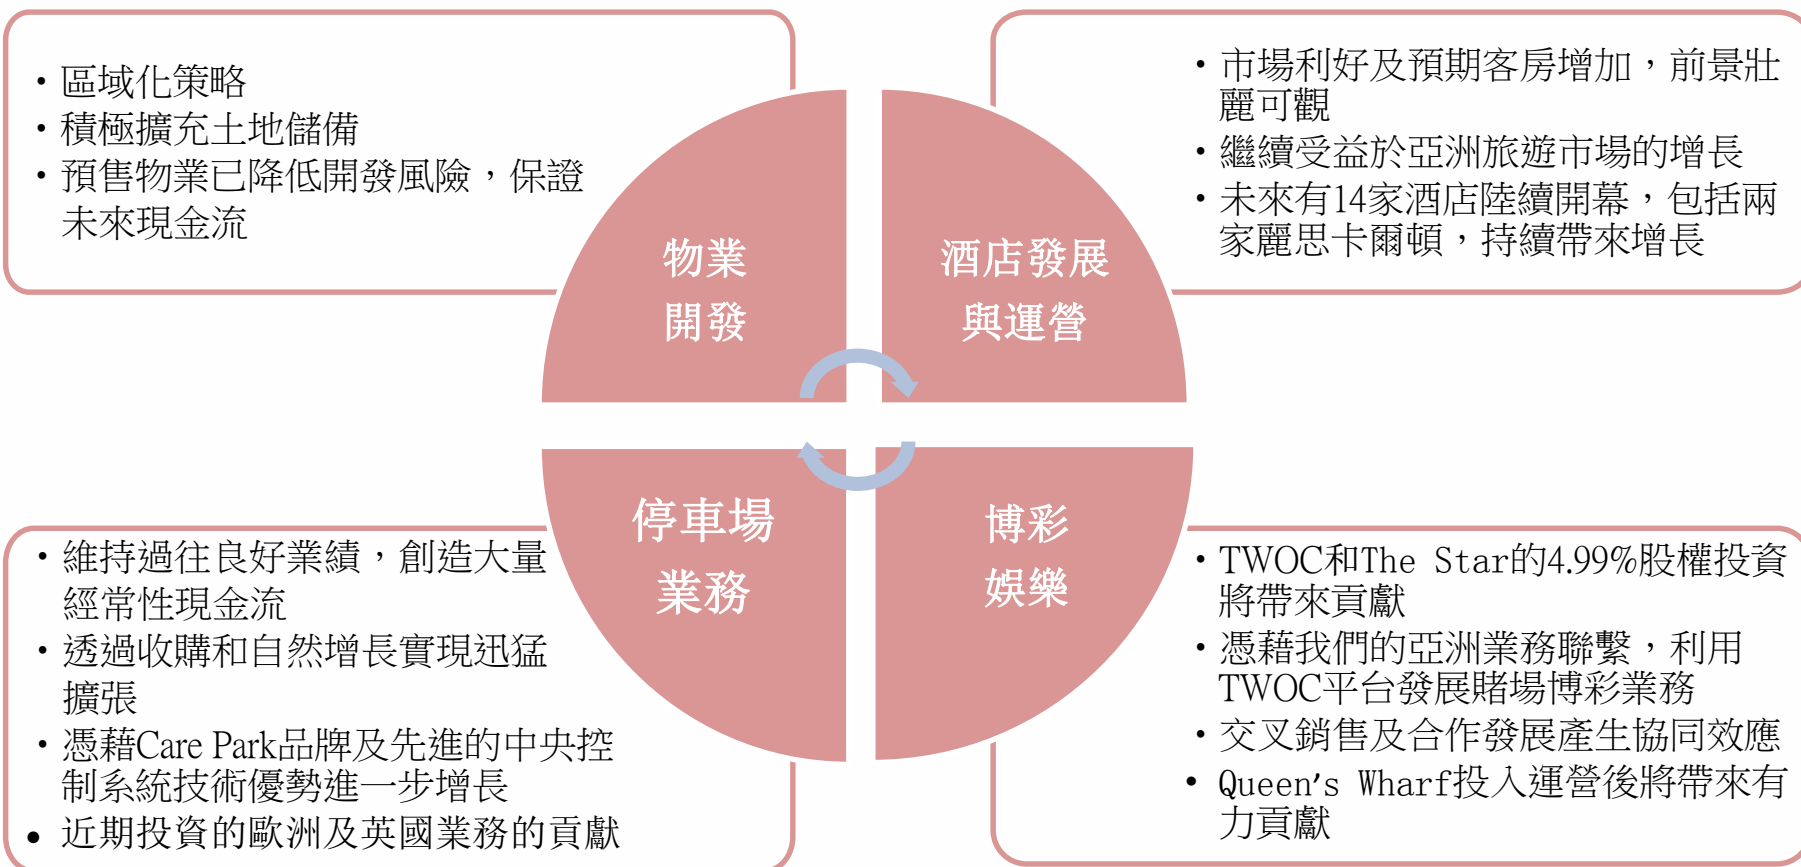 ・區域化策略
・積極擴充土地儲備
・預售物業已降低開發風險，保證
未來現金流
・市場利好及預期客房增加，前景壯
麗可觀
・繼續受益於亞洲旅遊市場的增長
・未來有14家酒店陸續開幕，包括兩
家麗思卡爾頓，持續帶來增長
物業
開發
酒店發展
與運營
停車場
業務
博彩
娛樂
・維持過往良好業績，創造大量
經常性現金流
・透過收購和自然增長實現迅猛
擴張
・憑藉Care Park品牌及先進的中央控
制系統技術優勢進一步增長
• 近期投資的歐洲及英國業務的貢獻
・TWOC和The Star的4.99%股權投資
將帶來貢獻
・憑藉我們的亞洲業務聯繫，利用
TWOC平台發展賭場博彩業務
・交叉銷售及合作發展產生協同效應
• Queen's Wharf投入運營後將帶來有
力貢獻